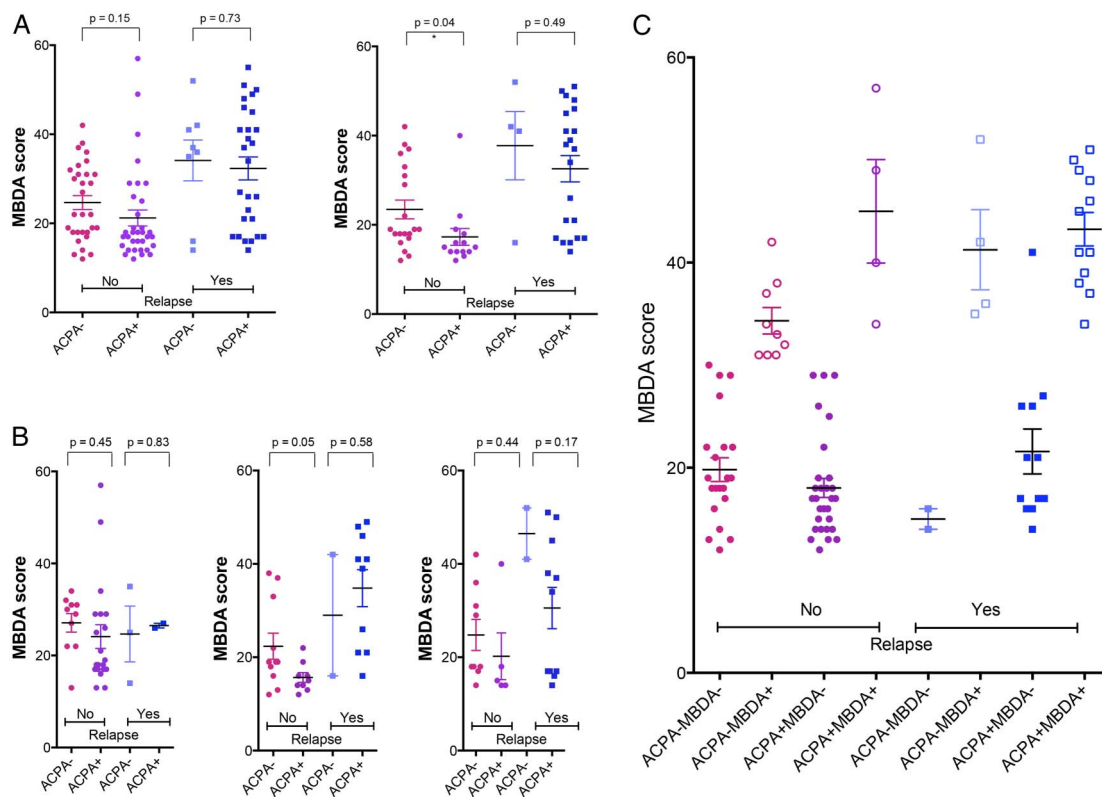 A
p = 0.15
p = 0.73
MBDA score
60
40
20
0
No
Yes
Relapse
ACPA-
ACPA+
ACPA-
ACPA+
p = 0.04
*
p = 0.49
MBDA score
60
40
20
0
No
Yes
Relapse
ACPA-
ACPA+
ACPA-
ACPA+
B
p = 0.45
p = 0.83
MBDA score
60
40
20
0
No
Yes
Relapse
ACPA-
ACPA+
ACPA-
ACPA+
p = 0.05
p = 0.58
MBDA score
60
40
20
0
No
Yes
Relapse
ACPA-
ACPA+
ACPA-
ACPA+
p = 0.44
p = 0.17
MBDA score
60
40
20
0
No
Yes
Relapse
ACPA-
ACPA+
ACPA-
ACPA+
C
MBDA score
60
40
20
0
No
Yes
Relapse
ACPA-MBDA-
ACPA-MBDA+
ACPA+MBDA-
ACPA+MBDA+
ACPA-MBDA-
ACPA-MBDA+
ACPA+MBDA-
ACPA+MBDA+